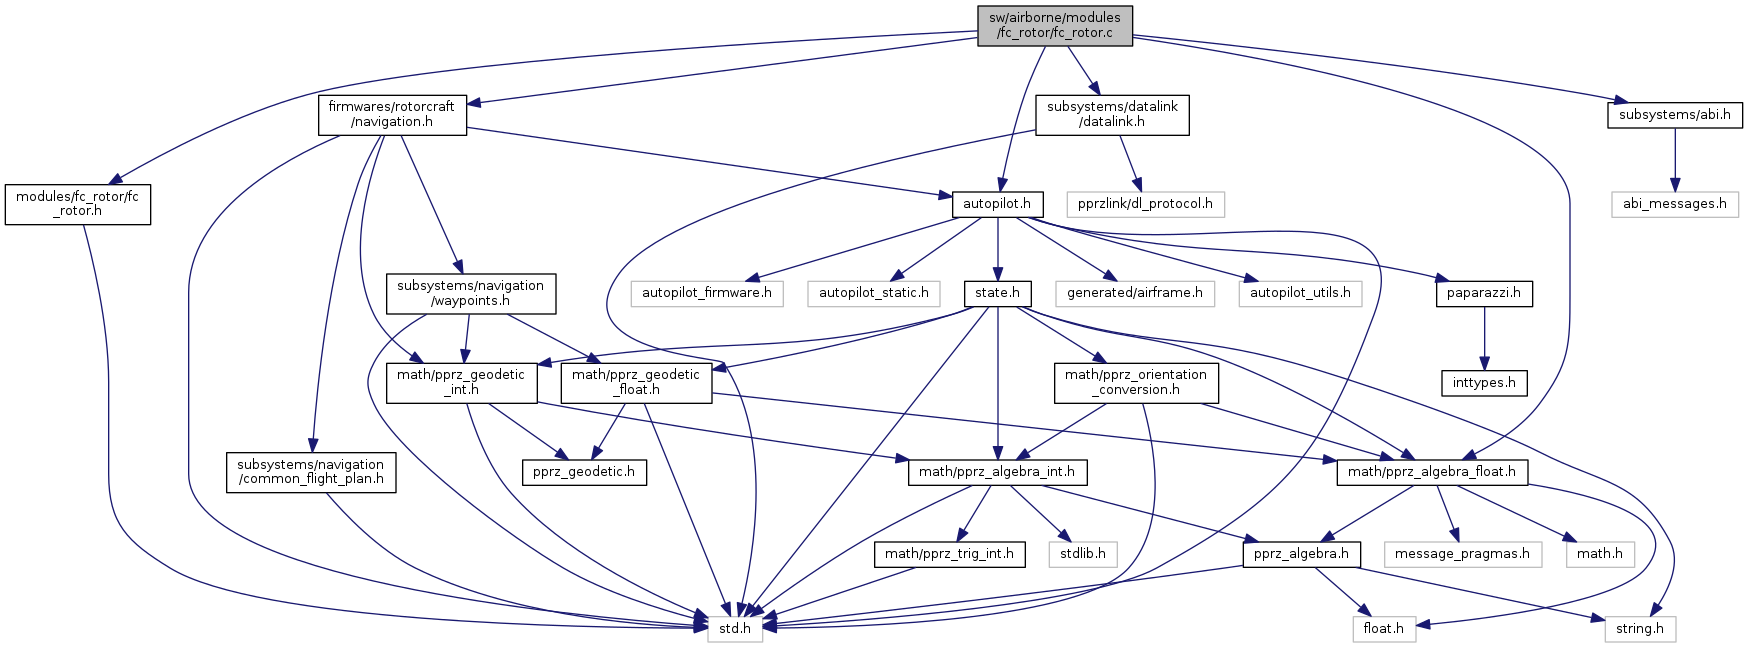 sw/airborne/modules
/fc_rotor/fc_rotor.c
firmwares/rotorcraft
/navigation.h
subsystems/datalink
/datalink.h
subsystems/abi.h
modules/fc_rotor/fc
_rotor.h
autopilot.h
pprzlink/dl_protocol.h
abi_messages.h
subsystems/navigation
/waypoints.h
autopilot_firmware.h
autopilot_static.h
state.h
generated/airframe.h
autopilot_utils.h
paparazzi.h
math/pprz_geodetic
_int.h
math/pprz_geodetic
_float.h
math/pprz_orientation
_conversion.h
inttypes.h
subsystems/navigation
/common_flight_plan.h
pprz_geodetic.h
math/pprz_algebra_int.h
math/pprz_algebra_float.h
math/pprz_trig_int.h
stdlib.h
pprz_algebra.h
message_pragmas.h
math.h
std.h
float.h
string.h